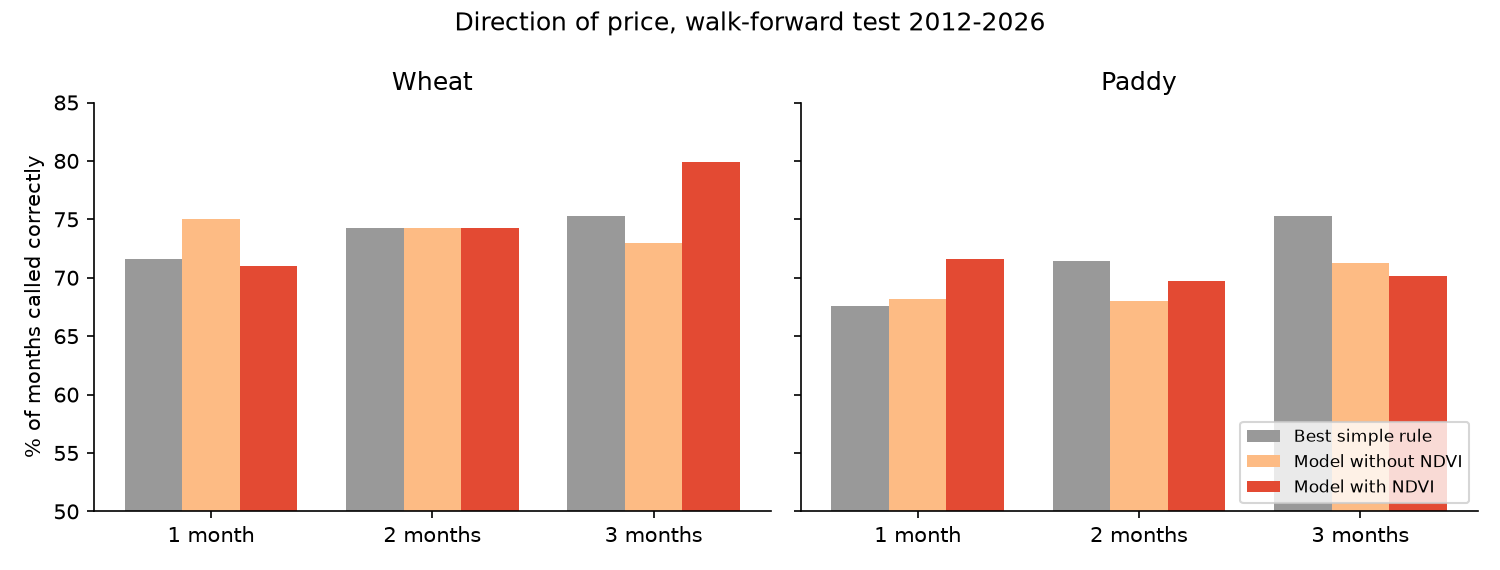 Direction of price, walk-forward test 2012-2026
Wheat
Paddy
% of months called correctly
85
80
75
70
65
60
55
50
1 month
2 months
3 months
1 month
2 months
3 months
Best simple rule
Model without NDVI
Model with NDVI